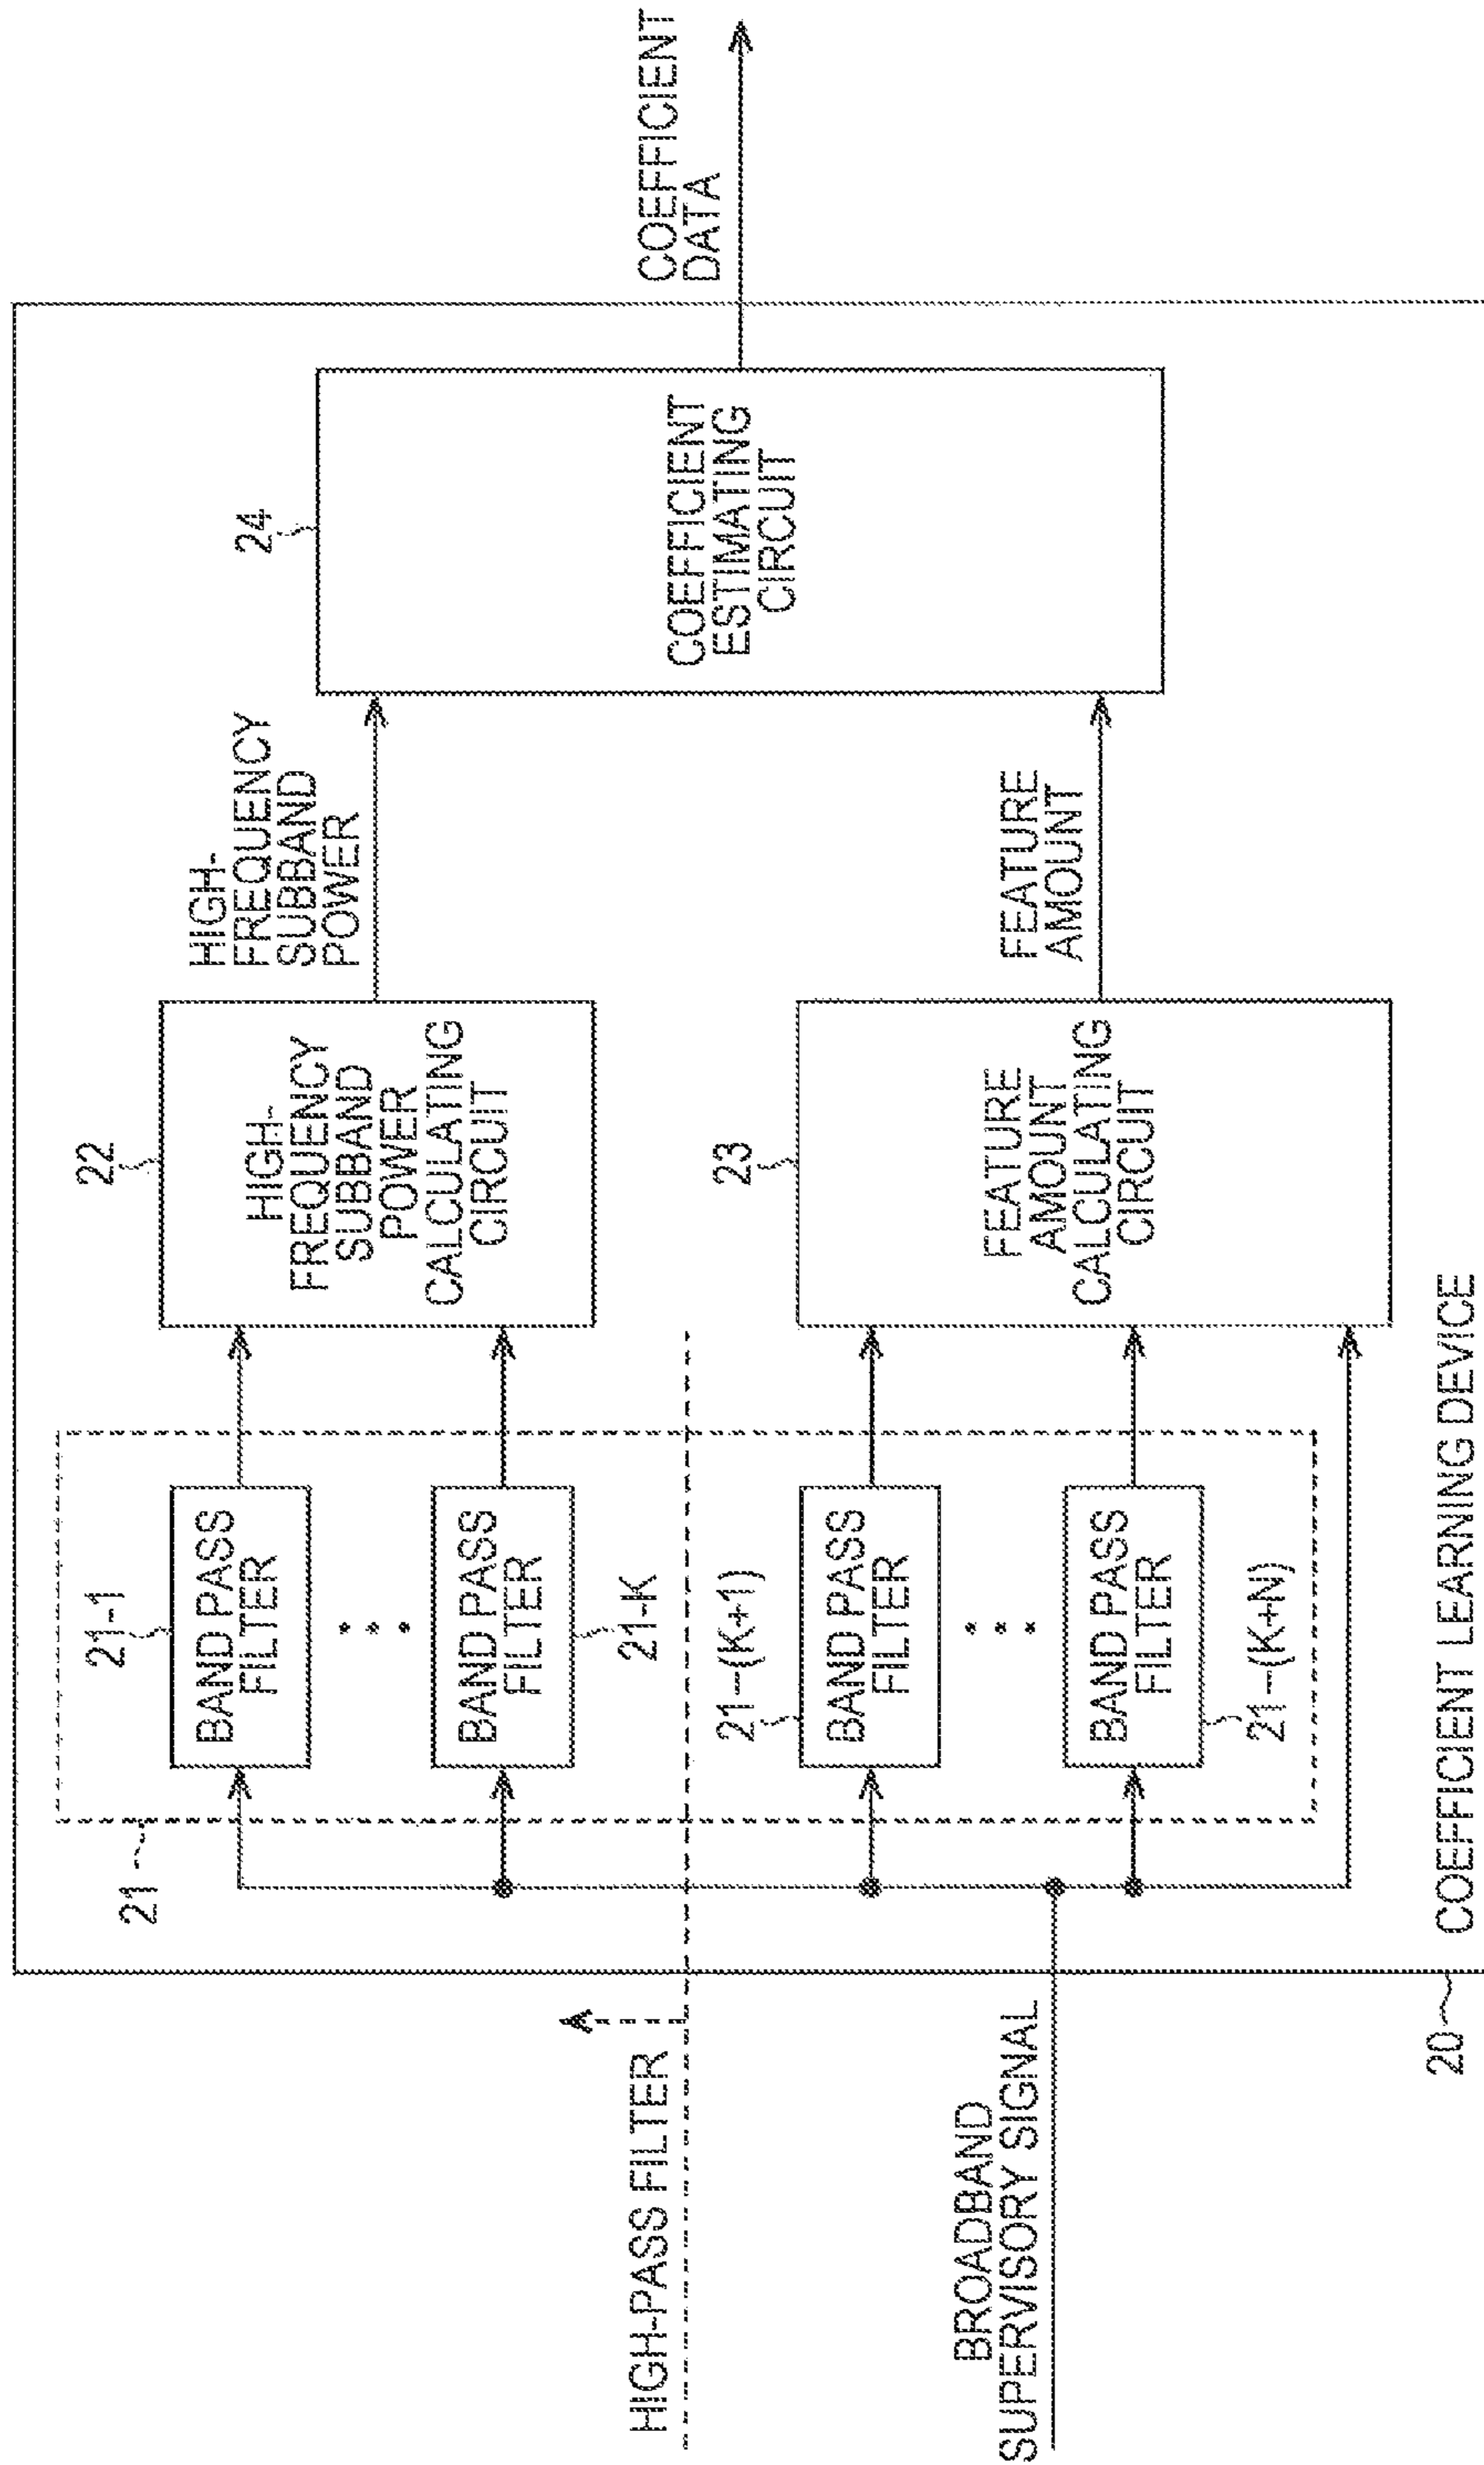 HIGH-PASS FILTER
BROADBAND
SUPERVISORY SIGNAL
20
COEFFICIENT LEARNING DEVICE
21
21-1
BAND PASS
FILTER
BAND PASS
FILTER
21-K
21-(K+1)
BAND PASS
FILTER
BAND PASS
FILTER
21-(K+N)
22
HIGH-
FREQUENCY
SUBBAND
POWER
CALCULATING
CIRCUIT
23
FEATURE
AMOUNT
CALCULATING
CIRCUIT
HIGH-
FREQUENCY
SUBBAND
POWER
FEATURE
AMOUNT
24
COEFFICIENT
ESTIMATING
CIRCUIT
COEFFICIENT
DATA